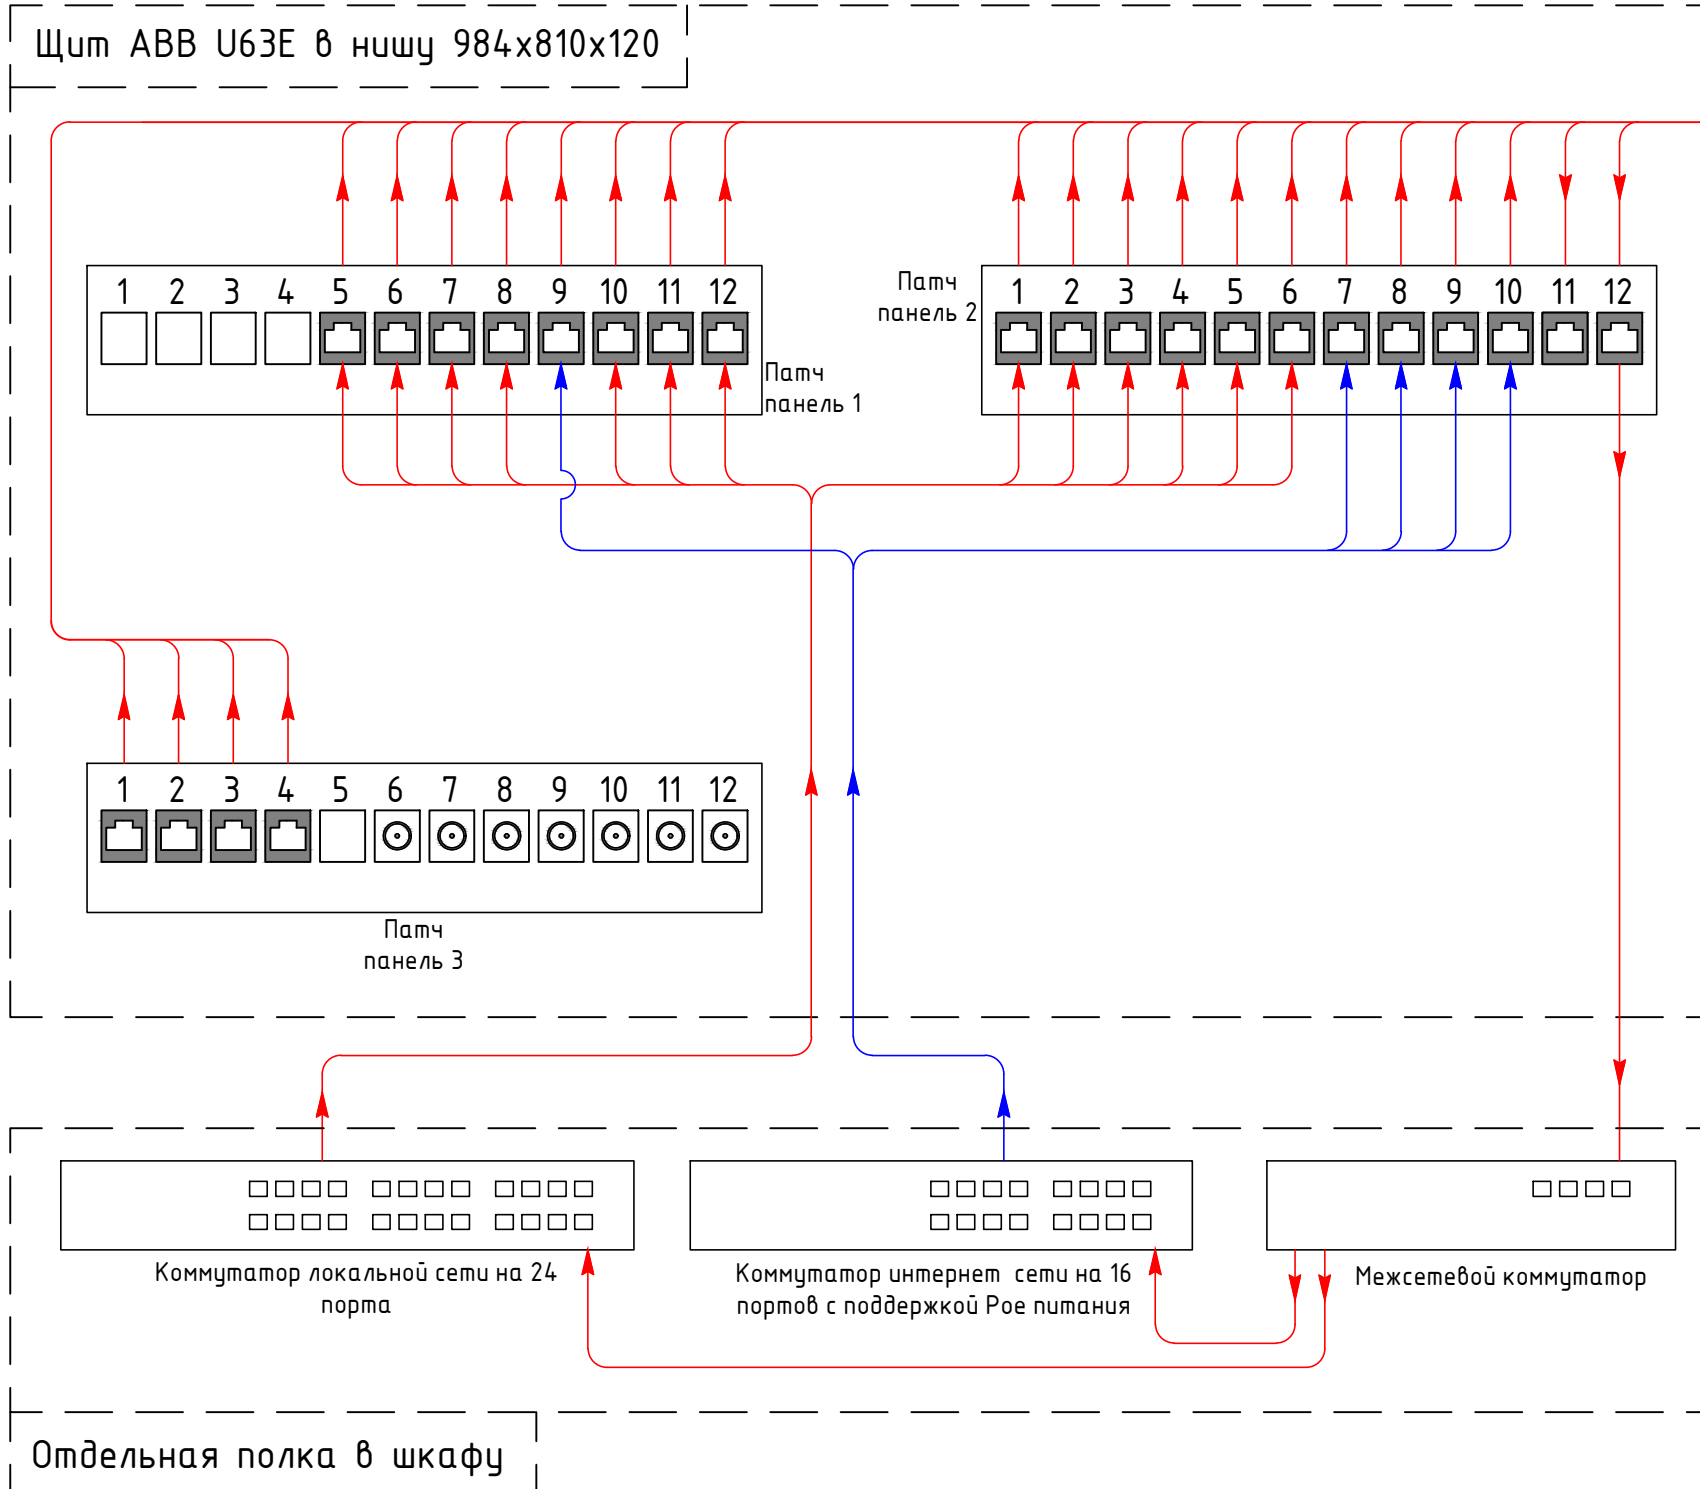 Щит ABB U63E в нишу 984x810x120
1 2 3 4 5 6 7 8 9 10 11 12
Патч
панель 1
Патч
панель 2
1 2 3 4 5 6 7 8 9 10 11 12
1 2 3 4 5 6 7 8 9 10 11 12
Патч
панель 3
Коммутатор локальной сети на 24
порта
Коммутатор интернет сети на 16
портов с поддержкой Рое питания
Межсетевой коммутатор
Отдельная полка в шкафу